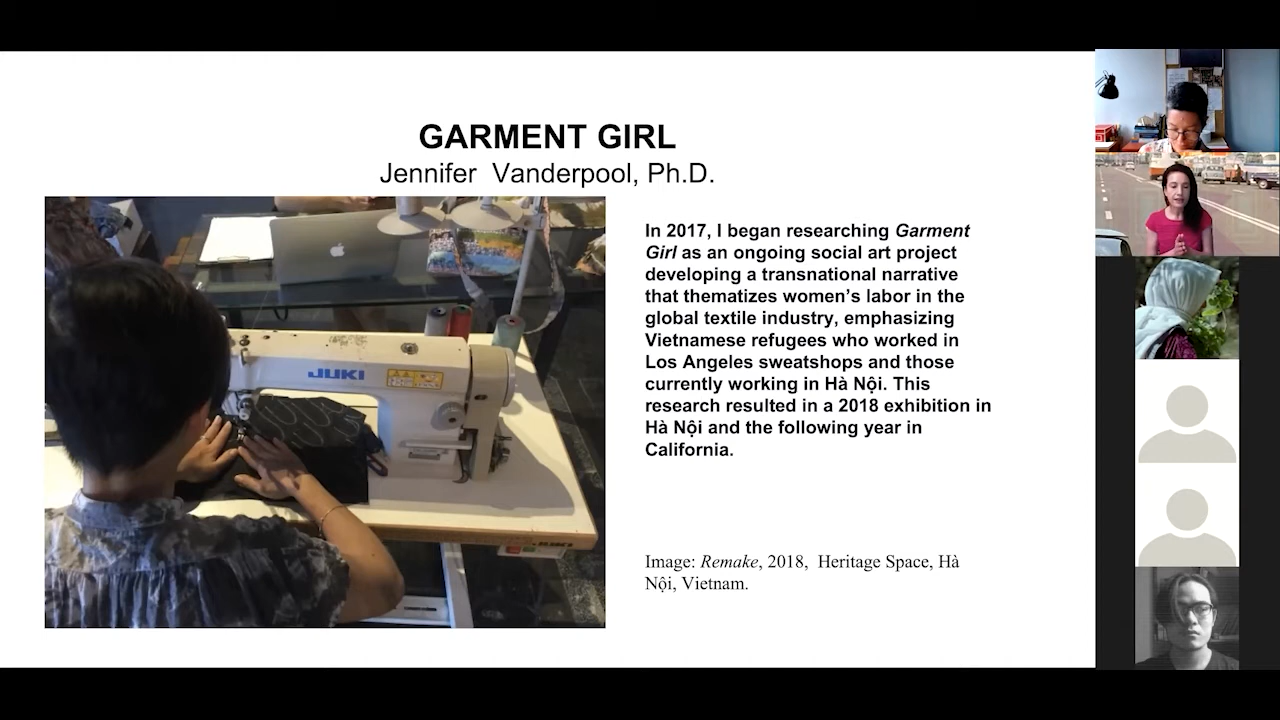 GARMENT GIRL
Jennifer Vanderpool, Ph.D.
JUKI
In 2017, I began researching Garment
Girl as an ongoing social art project
developing a transnational narrative
that thematizes women's labor in the
global textile industry, emphasizing
Vietnamese refugees who worked in
Los Angeles sweatshops and those
currently working in Hà Nội. This
research resulted in a 2018 exhibition in
Hà Nội and the following year in
California.
Image: Remake, 2018, Heritage Space, Hà
Nội, Vietnam.